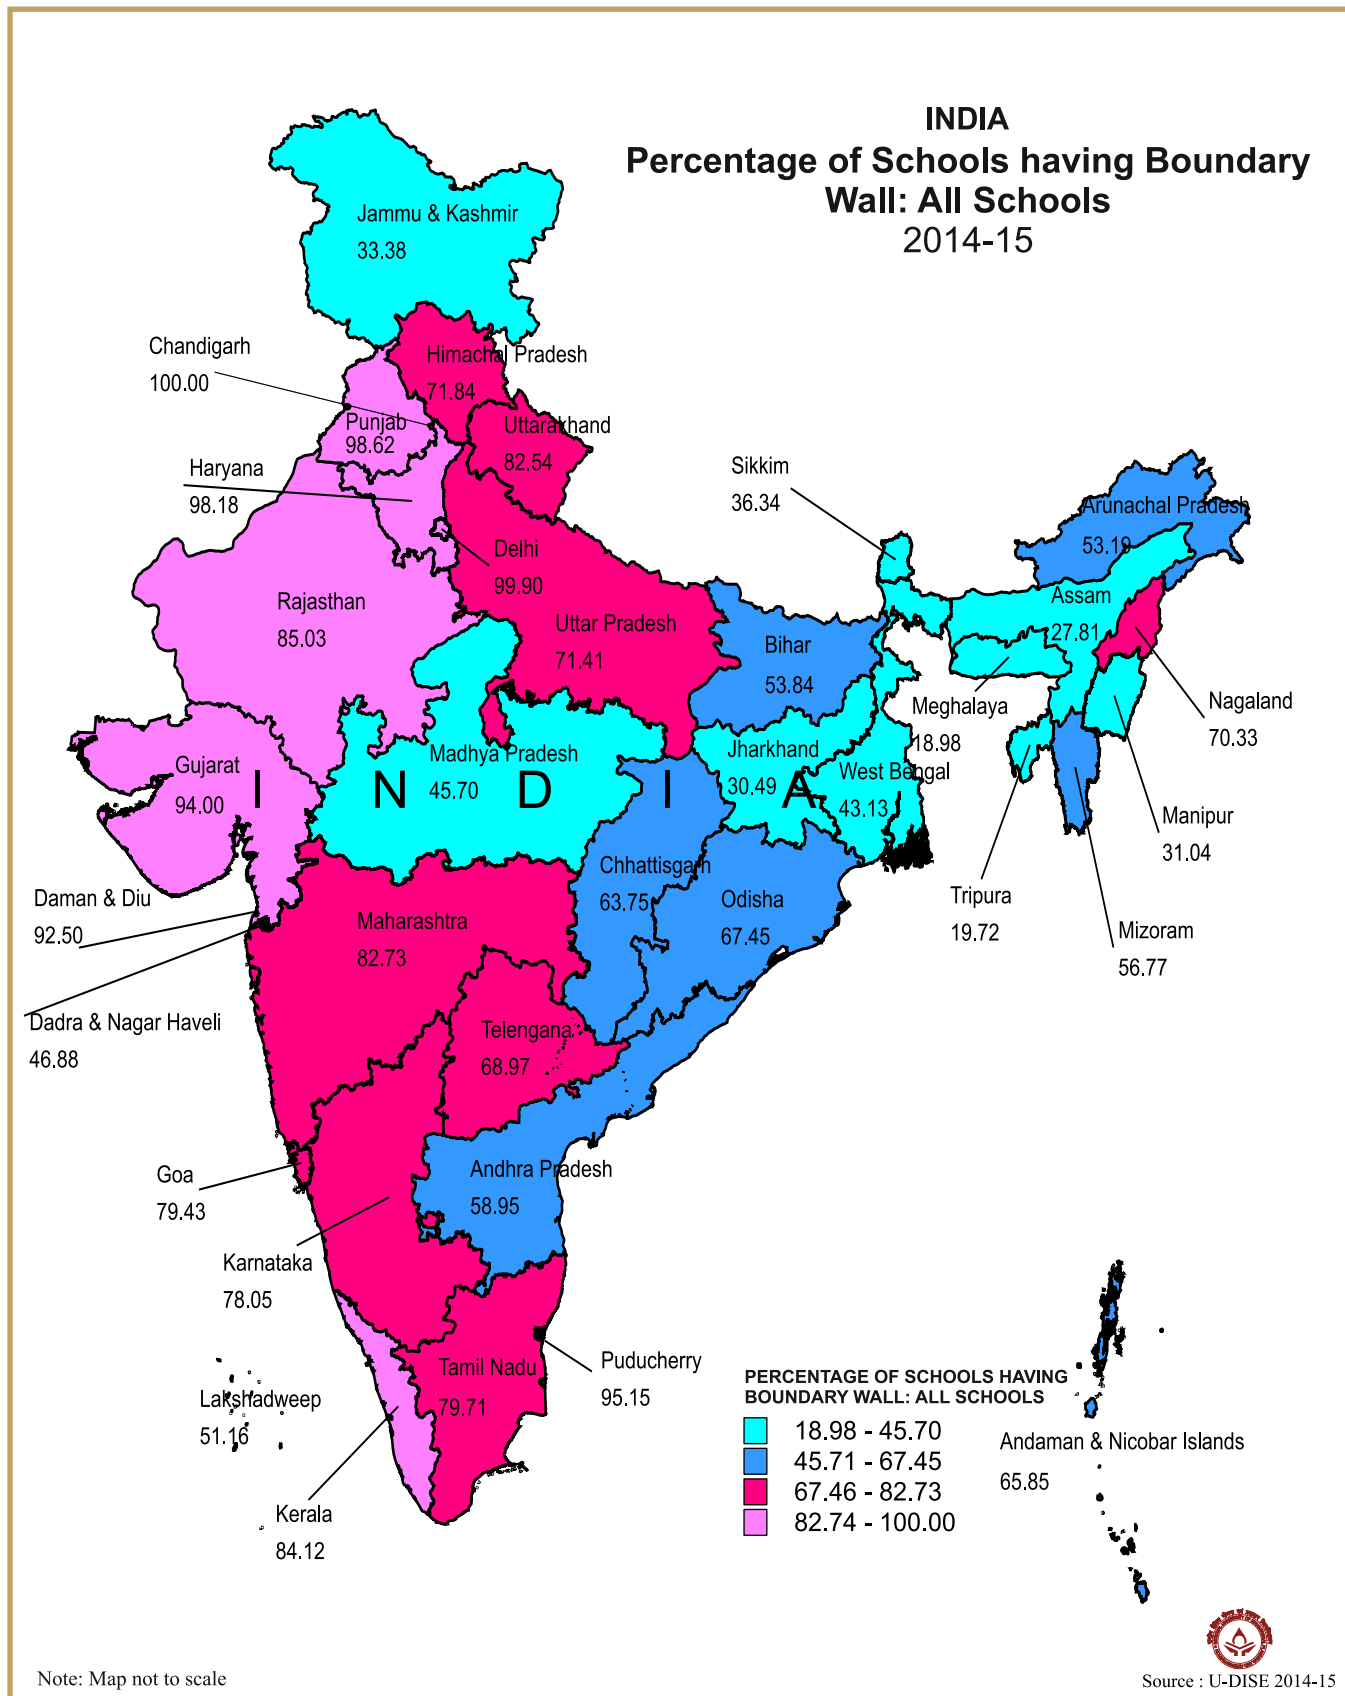 INDIA
Percentage of Schools having Boundary
Wall: All Schools
2014-15
Jammu & Kashmir
33.38
Chandigarh
100.00
Himachal Pradesh
71.84
Punjab
98.62
Uttarakhand
82.54
Haryana
98.18
Sikkim
36.34
Arunachal Pradesh
53.19
Delhi
99.90
Rajasthan
85.03
Uttar Pradesh
71.41
Bihar
53.84
Assam
27.81
Meghalaya
18.98
Nagaland
70.33
Gujarat
94.00
Madhya Pradesh
45.70
Jharkhand
30.49
West Bengal
43.13
I N D I A
Manipur
31.04
Daman & Diu
92.50
Maharashtra
82.73
Chhattisgarh
63.75
Odisha
67.45
Tripura
19.72
Mizoram
56.77
Dadra & Nagar Haveli
46.88
Telengana
68.97
Goa
79.43
Andhra Pradesh
58.95
Karnataka
78.05
Lakshadweep
51.16
Tamil Nadu
79.71
Puducherry
95.15
Kerala
84.12
PERCENTAGE OF SCHOOLS HAVING
BOUNDARY WALL: ALL SCHOOLS
18.98 - 45.70
45.71 - 67.45
67.46 - 82.73
82.74 - 100.00
Andaman & Nicobar Islands
65.85
Note: Map not to scale
Source : U-DISE 2014-15